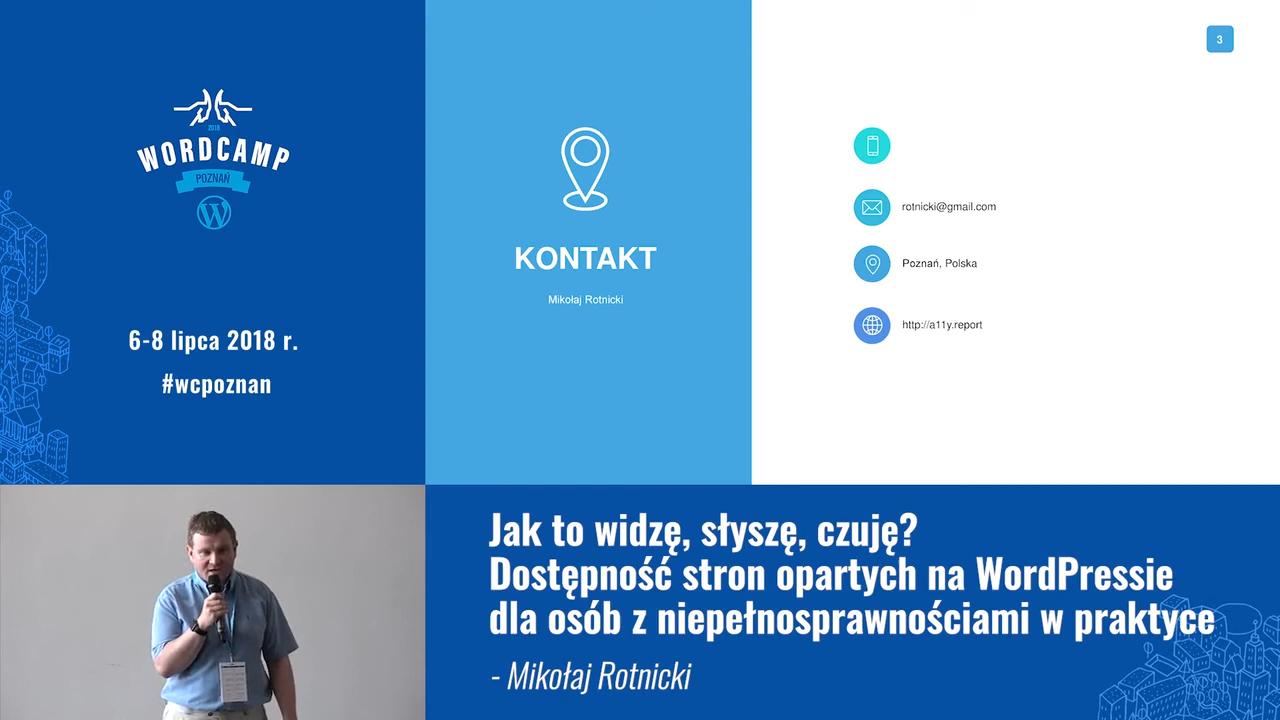 2018
WORDCAMP
POZNAŃ
6-8 lipca 2018 r.
#wcpoznan
KONTAKT
Mikołaj Rotnicki
3
rotnicki@gmail.com
Poznań, Polska
http://a11y.report
Jak to widzę, słyszę, czuję?
Dostępność stron opartych na WordPressie
dla osób z niepełnosprawnościami w praktyce
- Mikołaj Rotnicki